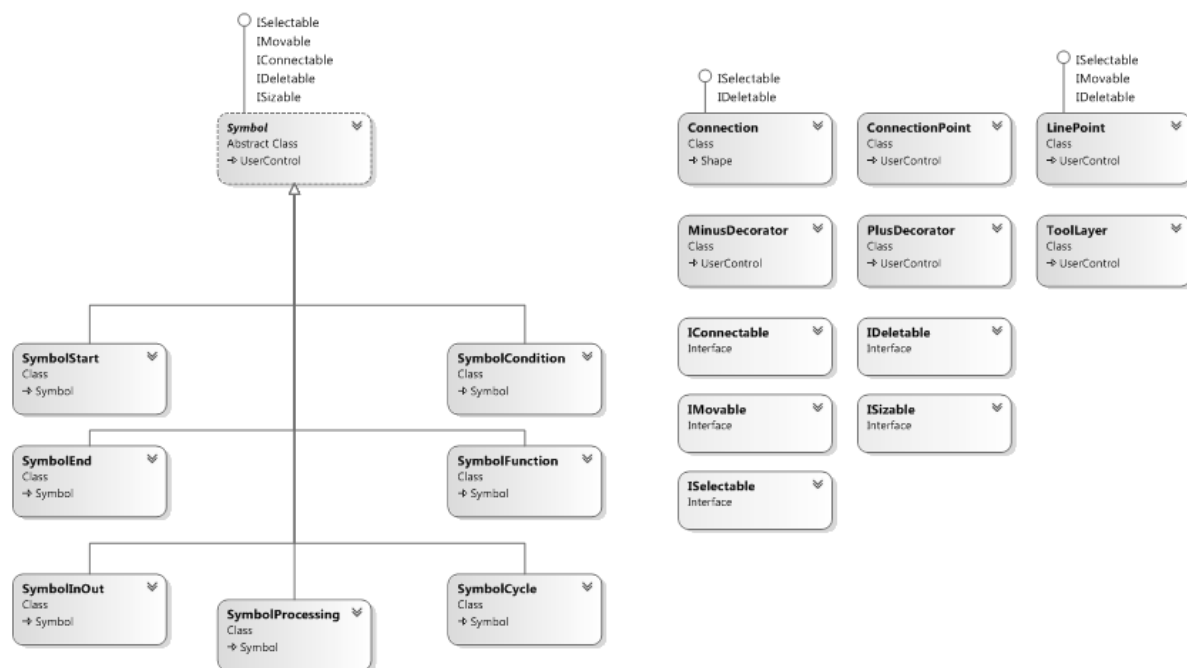 ISelectable
IMovable
IConnectable
IDeletable
ISizable
Symbol
Abstract Class
UserControl
SymbolStart
Class
Symbol
SymbolCondition
Class
Symbol
SymbolEnd
Class
Symbol
SymbolFunction
Class
Symbol
SymbolInOut
Class
Symbol
SymbolProcessing
Class
Symbol
SymbolCycle
Class
Symbol
ISelectable
IDeletable
Connection
Class
Shape
ConnectionPoint
Class
UserControl
ISelectable
IMovable
IDeletable
LinePoint
Class
UserControl
MinusDecorator
Class
UserControl
PlusDecorator
Class
UserControl
ToolLayer
Class
UserControl
IConnectable
Interface
IDeletable
Interface
IMovable
Interface
ISizable
Interface
ISelectable
Interface